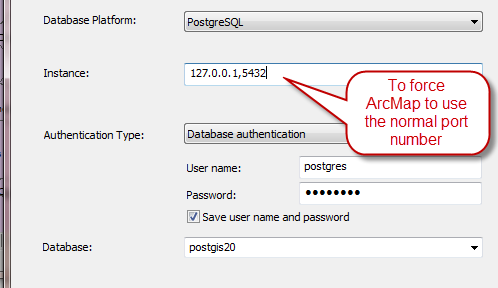 Database Platform: PostgreSQL
Instance: 127.0.0.1,5432
To force
ArcMap to use
the normal port
number
Authentication Type: Database authentication
User name: postgres
Password: ●●●●●●●●
Save user name and password
Database: postgis20